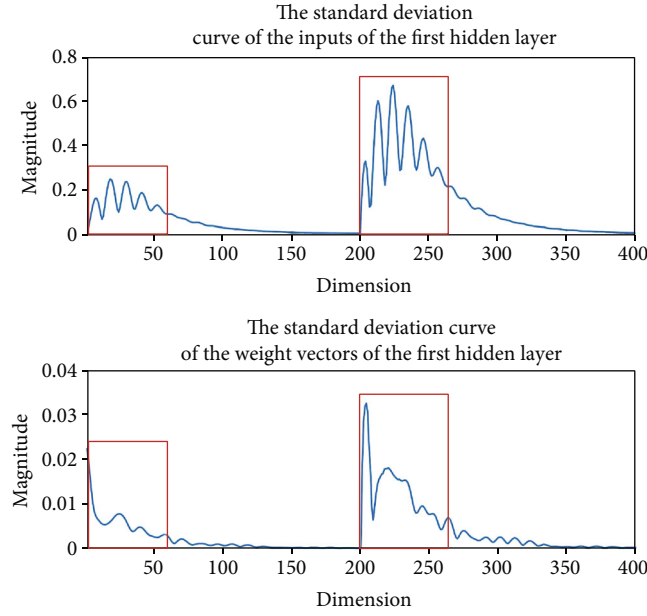 The standard deviation
curve of the inputs of the first hidden layer
0.8
0.6
0.4
0.2
0
Magnitude
50 100 150 200 250 300 350 400
Dimension
The standard deviation curve
of the weight vectors of the first hidden layer
0.04
0.03
0.02
0.01
0
Magnitude
50 100 150 200 250 300 350 400
Dimension